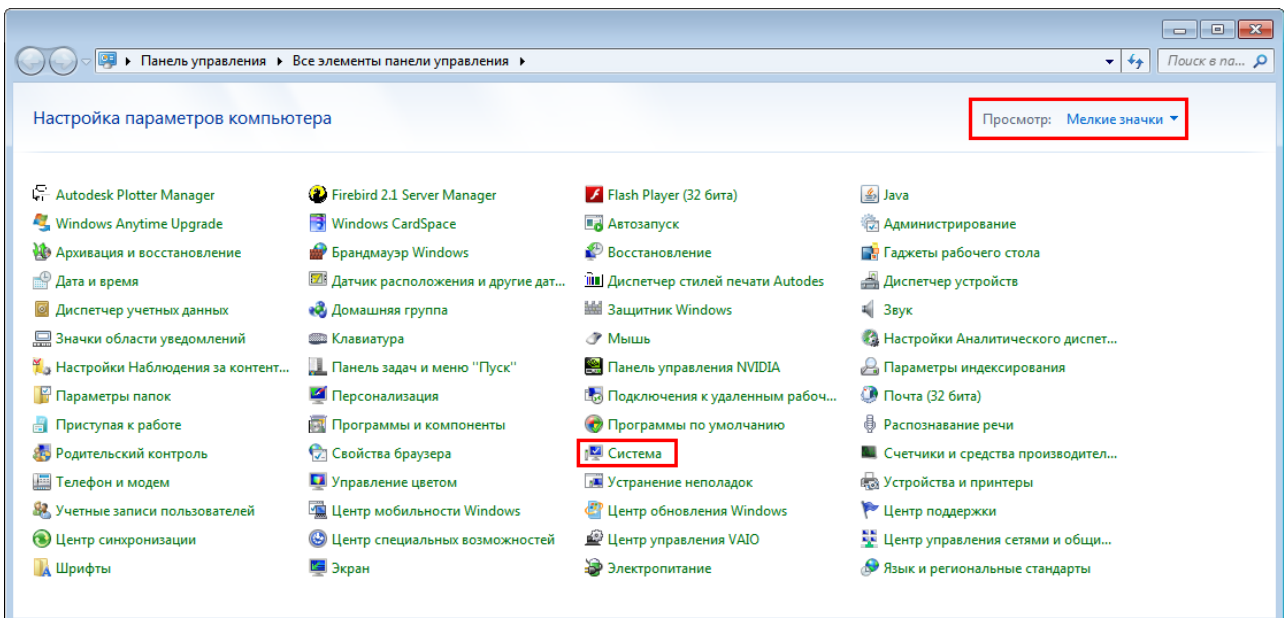 Панель управления ▸ Все элементы панели управления ▸ Поиск в па...
Настройка параметров компьютера Просмотр: Мелкие значки
Autodesk Plotter Manager Firebird 2.1 Server Manager Flash Player (32 бита) Java
Windows Anytime Upgrade Windows CardSpace Автозапуск Администрирование
Архивация и восстановление Брандмауэр Windows Восстановление Гаджеты рабочего стола
Дата и время Датчик расположения и другие дат... Диспетчер стилей печати Autodes Диспетчер устройств
Диспетчер учетных данных Домашняя группа Защитник Windows Звук
Значки области уведомлений Клавиатура Мышь Настройки Аналитического диспет...
Настройки Наблюдения за контент... Панель задач и меню "Пуск" Панель управления NVIDIA Параметры индексирования
Параметры папок Персонализация Подключения к удаленным рабоч... Почта (32 бита)
Приступая к работе Программы и компоненты Программы по умолчанию Распознавание речи
Родительский контроль Свойства браузера Система Счетчики и средства производител...
Телефон и модем Управление цветом Устранение неполадок Устройства и принтеры
Учетные записи пользователей Центр мобильности Windows Центр обновления Windows Центр поддержки
Центр синхронизации Центр специальных возможностей Центр управления VAIO Центр управления сетями и общи...
Шрифты Экран Электропитание Язык и региональные стандарты